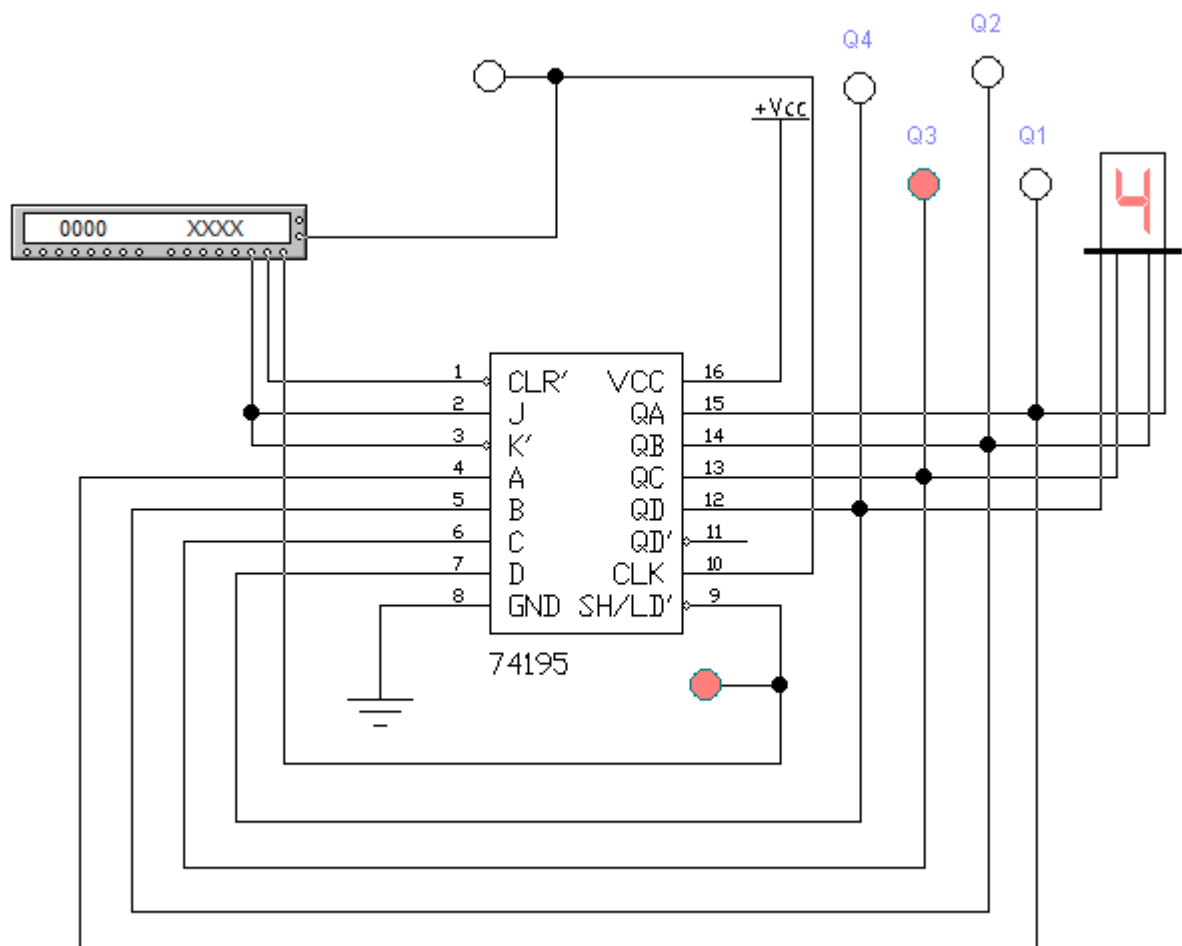 Q2
Q4
+Vcc
Q3 Q1
4
0000 XXXX
1 CLR' VCC 16
2 J QA 15
3 K' QB 14
4 A QC 13
5 B QD 12
6 C QD' 11
7 D CLK 10
8 GND SH/LD' 9
74195